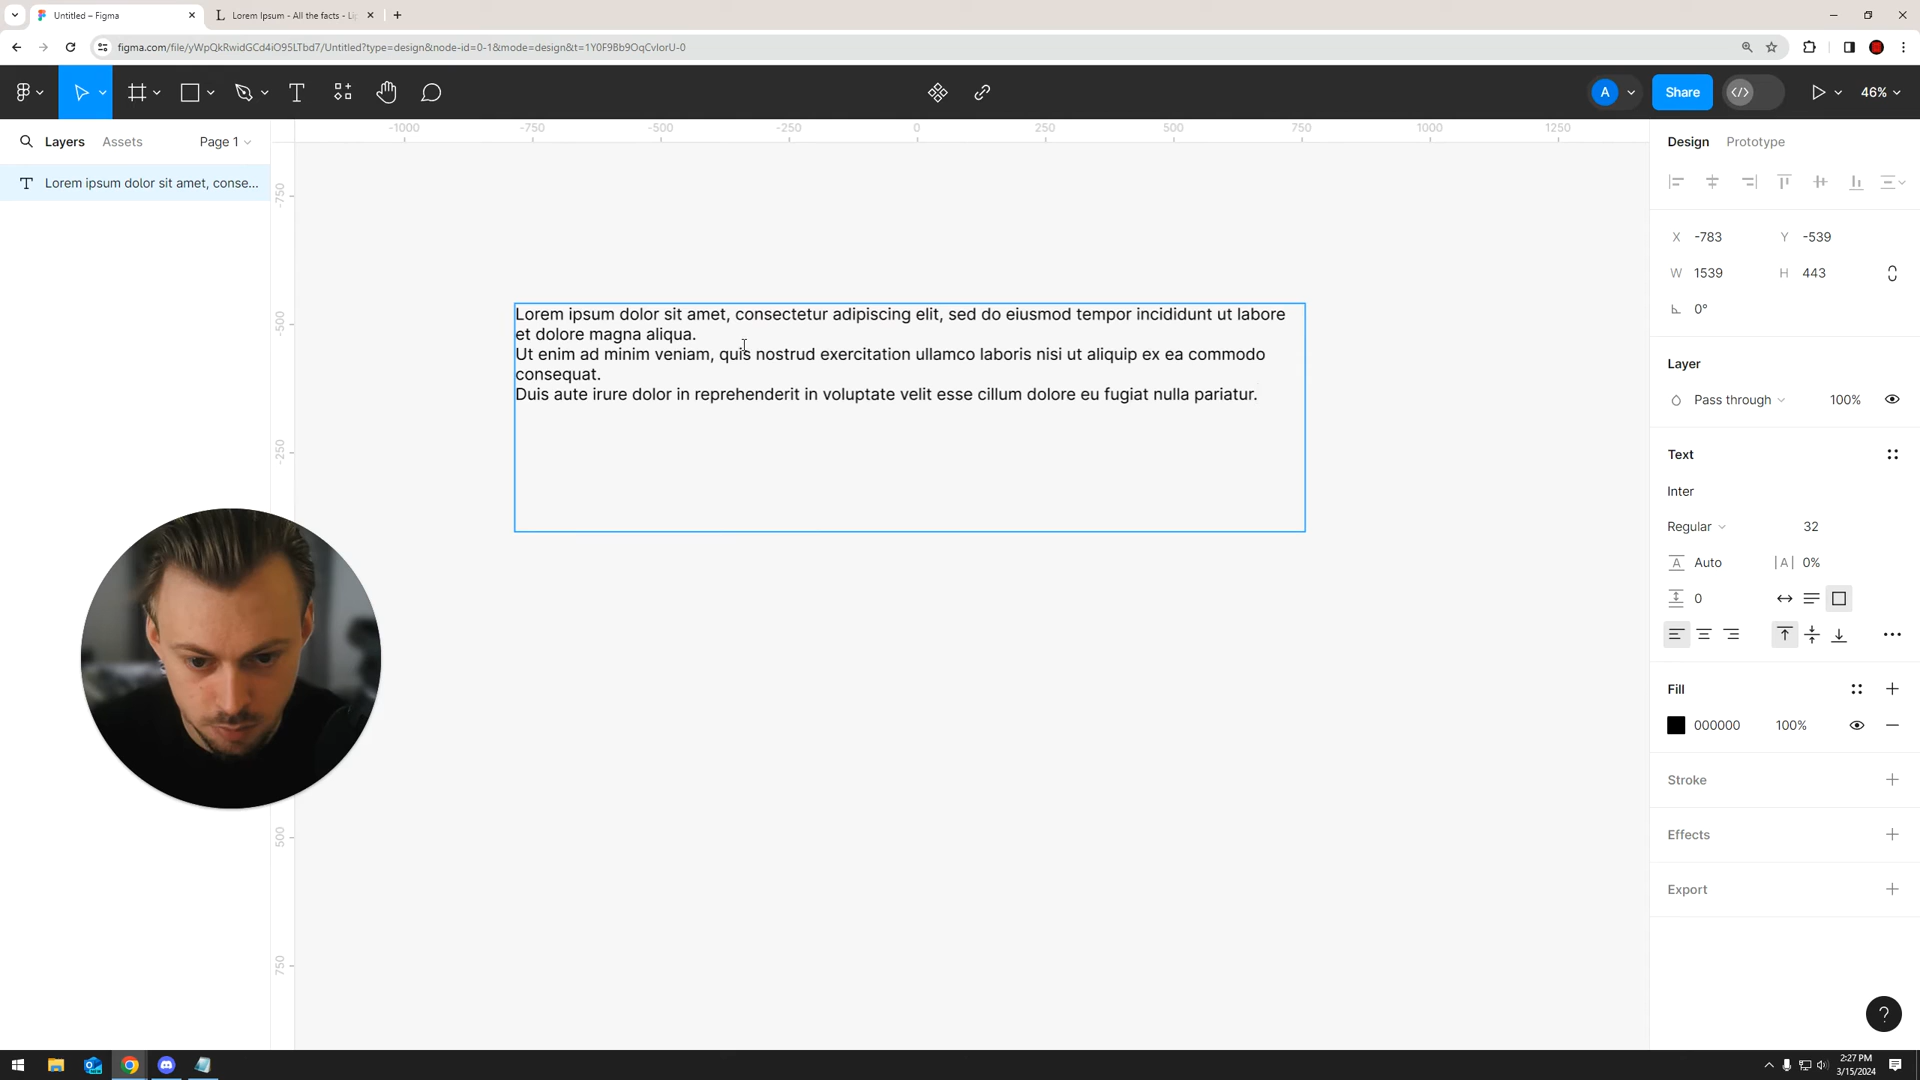 Untitled – Figma
Lorem Ipsum - All the facts - Li
figma.com/file/yWpQkRwidGCd4iO95LTbd7/Untitled?type=design&node-id=0-1&mode=design&t=1Y0F9Bb9OqCvlorU-0
A
Share
46%
Layers
Assets
Page 1
-1000
-750
-500
-250
0
250
500
750
1000
1250
Design
Prototype
Lorem ipsum dolor sit amet, conse...
-750
-500
-250
500
750
X -783
Y -539
W 1539
H 443
0°
Lorem ipsum dolor sit amet, consectetur adipiscing elit, sed do eiusmod tempor incididunt ut labore
et dolore magna aliqua.
Ut enim ad minim veniam, quis nostrud exercitation ullamco laboris nisi ut aliquip ex ea commodo
consequat.
Duis aute irure dolor in reprehenderit in voluptate velit esse cillum dolore eu fugiat nulla pariatur.
Layer
Pass through
100%
Text
Inter
Regular
32
Auto
0%
0
Fill
000000
100%
Stroke
Effects
Export
?
2:27 PM
3/15/2024